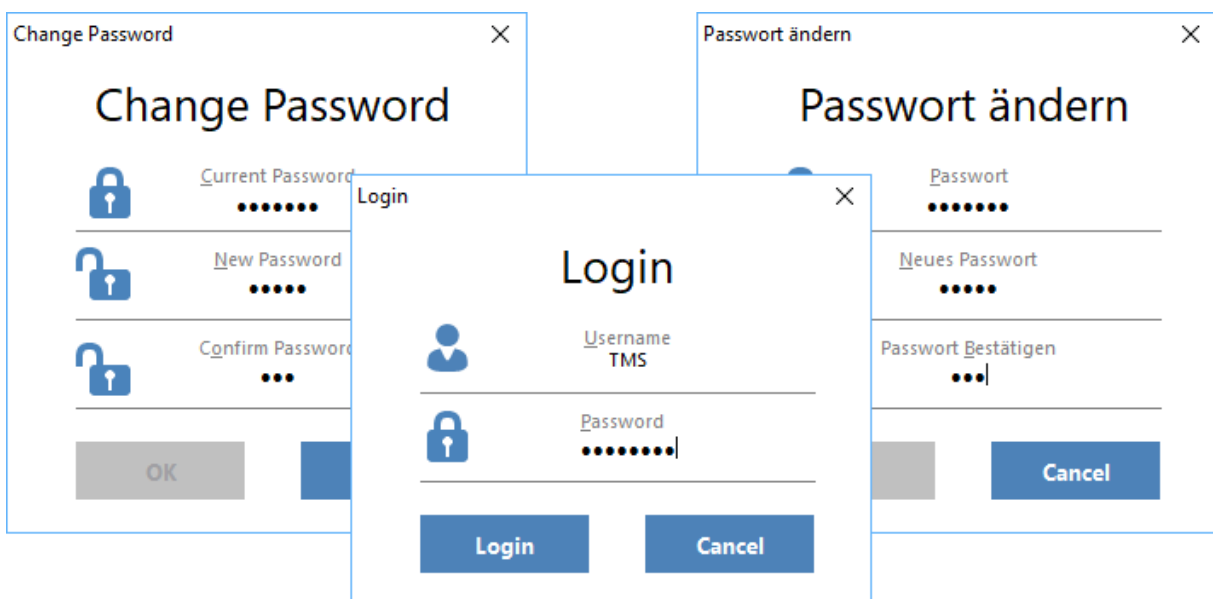 Change Password
Change Password
Current Password
•••••••
New Password
•••••
Confirm Password
•••
OK
Login
Login
Username
TMS
Password
••••••••
Login
Cancel
Passwort ändern
Passwort ändern
Passwort
•••••••
Neues Passwort
•••••
Passwort Bestätigen
•••
Cancel